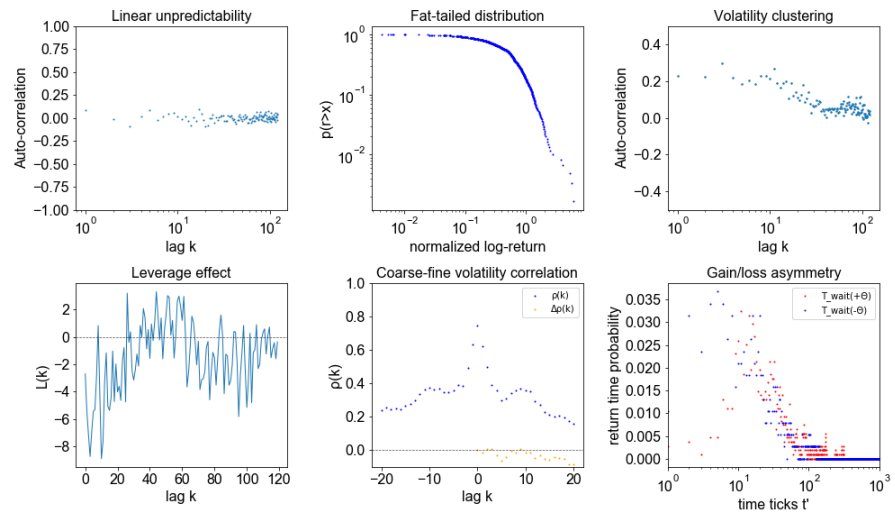 Linear unpredictability
1.00
0.75
0.50
0.25
0.00
−0.25
−0.50
−0.75
−1.00
Auto-correlation
10^0
10^1
10^2
lag k
Fat-tailed distribution
10^0
10^-1
10^-2
p(r>x)
10^-2
10^-1
10^0
normalized log-return
Volatility clustering
0.4
0.2
0.0
−0.2
−0.4
Auto-correlation
10^0
10^1
10^2
lag k
Leverage effect
2
0
−2
−4
−6
−8
L(k)
0
20
40
60
80
100
120
lag k
Coarse-fine volatility correlation
ρ(k)
Δρ(k)
1.0
0.8
0.6
0.4
0.2
0.0
ρ(k)
−20
−10
0
10
20
lag k
Gain/loss asymmetry
T_wait(+Θ)
T_wait(-Θ)
0.035
0.030
0.025
0.020
0.015
0.010
0.005
0.000
return time probability
10^0
10^1
10^2
10^3
time ticks t'